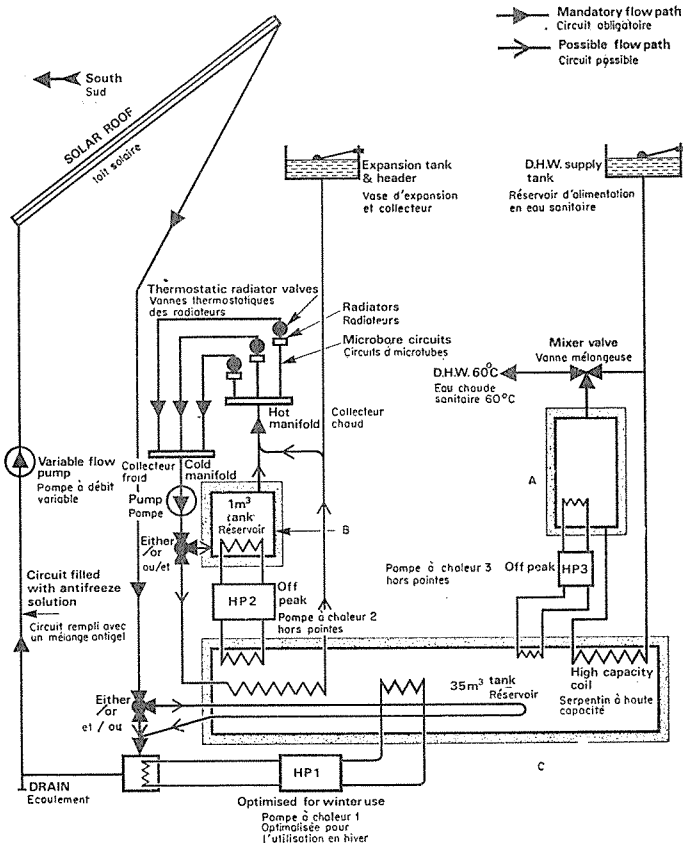 Mandatory flow path
Circuit obligatoire
Possible flow path
Circuit possible
South
Sud
SOLAR ROOF
toit solaire
Expansion tank
& header
Vase d'expansion
et collecteur
D.H.W. supply
tank
Réservoir d'alimentation
en eau sanitaire
Thermostatic radiator valves
Vannes thermostatiques
des radiateurs
Radiators
Radiateurs
Microbore circuits
Circuits à microtubes
Mixer valve
Vanne mélangeuse
D.H.W. 60°C
Eau chaude
sanitaire 60°C
Hot
manifold
Collecteur
chaud
Variable flow
pump
Pompe à débit
variable
Collecteur
froid
Cold
manifold
Pump
Pompe
1m³
tank
Réservoir
A
B
Either
/or
ou/et
Off
peak
HP2
Pompe à chaleur 2
hors pointes
Pompe à chaleur 3
hors pointes
Off peak
HP3
Circuit filled
with antifreeze
solution
Circuit rempli avec
un mélange antigel
35m³ tank
Réservoir
High capacity
coil
Serpentin à haute
capacité
Either
/or
et / ou
C
DRAIN
Ecoulement
HP1
Optimised for winter use
Pompe à chaleur 1
Optimalisée pour
l'utilisation en hiver